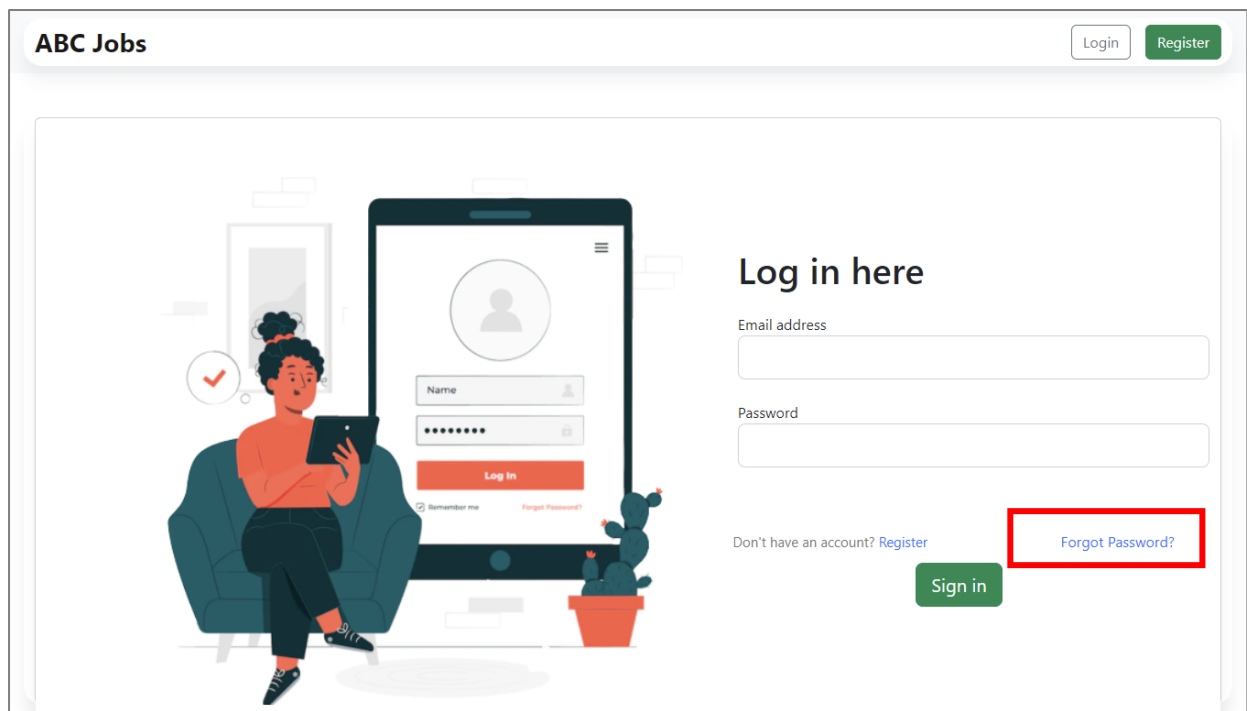 ABC Jobs
Login
Register
Name
Log In
Remember me
Forgot Password?
Log in here
Email address
Password
Don't have an account? Register
Forgot Password?
Sign in